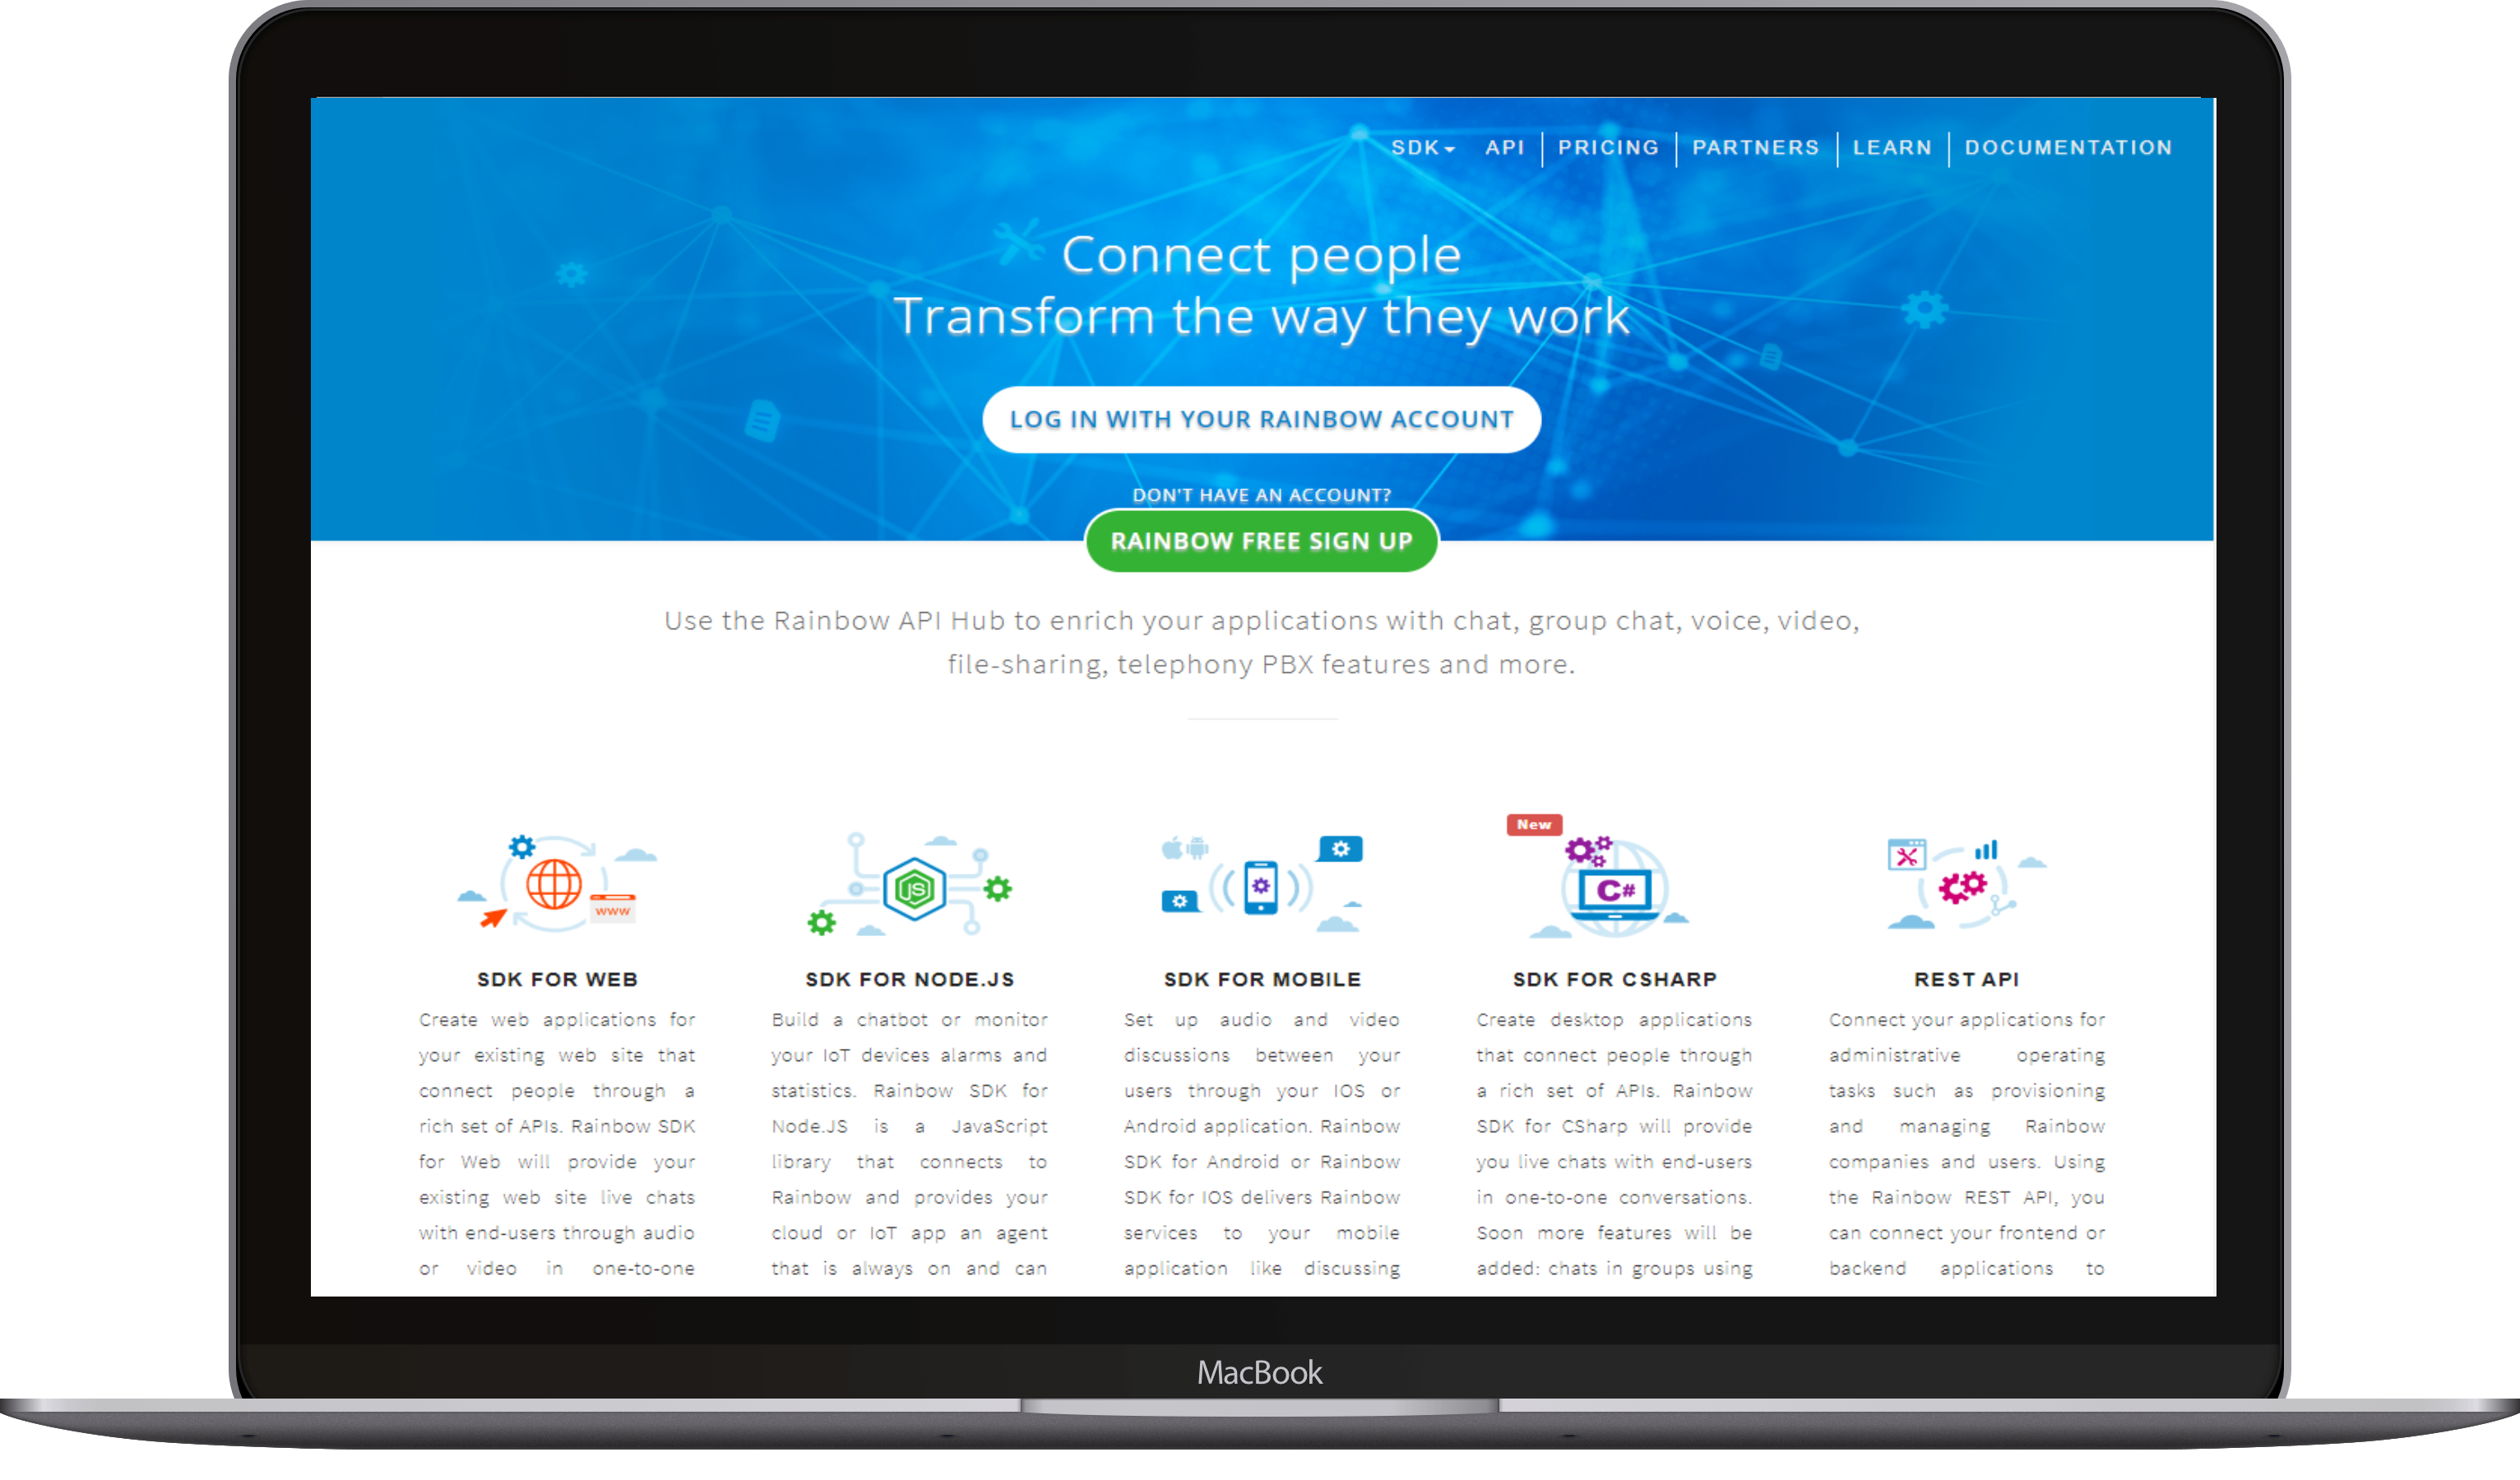 SDK API PRICING PARTNERS LEARN DOCUMENTATION
Connect people
Transform the way they work
LOG IN WITH YOUR RAINBOW ACCOUNT
DON'T HAVE AN ACCOUNT?
RAINBOW FREE SIGN UP
Use the Rainbow API Hub to enrich your applications with chat, group chat, voice, video,
file-sharing, telephony PBX features and more.
www
SDK FOR WEB
Create web applications for
your existing web site that
connect people through a
rich set of APIs. Rainbow SDK
for Web will provide your
existing web site live chats
with end-users through audio
or video in one-to-one
JS
SDK FOR NODE.JS
Build a chatbot or monitor
your IoT devices alarms and
statistics. Rainbow SDK for
Node.JS is a JavaScript
library that connects to
Rainbow and provides your
cloud or IoT app an agent
that is always on and can
SDK FOR MOBILE
Set up audio and video
discussions between your
users through your IOS or
Android application. Rainbow
SDK for Android or Rainbow
SDK for IOS delivers Rainbow
services to your mobile
application like discussing
New
C#
SDK FOR CSHARP
Create desktop applications
that connect people through
a rich set of APIs. Rainbow
SDK for CSharp will provide
you live chats with end-users
in one-to-one conversations.
Soon more features will be
added: chats in groups using
REST API
Connect your applications for
administrative operating
tasks such as provisioning
and managing Rainbow
companies and users. Using
the Rainbow REST API, you
can connect your frontend or
backend applications to
MacBook